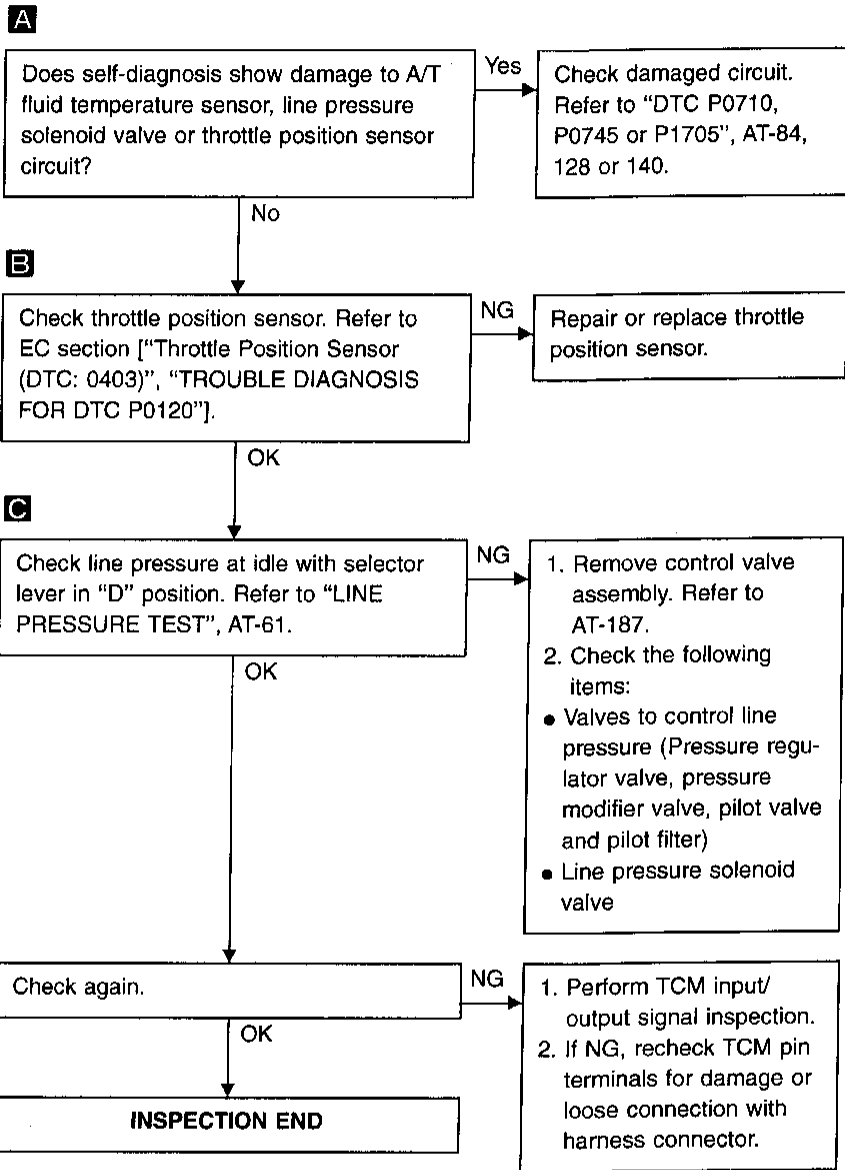 A
Does self-diagnosis show damage to A/T
fluid temperature sensor, line pressure
solenoid valve or throttle position sensor
circuit?
Yes
Check damaged circuit.
Refer to “DTC P0710,
P0745 or P1705”, AT-84,
128 or 140.
No
B
Check throttle position sensor. Refer to
EC section [“Throttle Position Sensor
(DTC: 0403)”, “TROUBLE DIAGNOSIS
FOR DTC P0120”].
NG
Repair or replace throttle
position sensor.
OK
C
Check line pressure at idle with selector
lever in “D” position. Refer to “LINE
PRESSURE TEST”, AT-61.
NG
1. Remove control valve
assembly. Refer to
AT-187.
2. Check the following
items:
● Valves to control line
pressure (Pressure regu-
lator valve, pressure
modifier valve, pilot valve
and pilot filter)
● Line pressure solenoid
valve
OK
Check again.
NG
1. Perform TCM input/
output signal inspection.
2. If NG, recheck TCM pin
terminals for damage or
loose connection with
harness connector.
OK
INSPECTION END